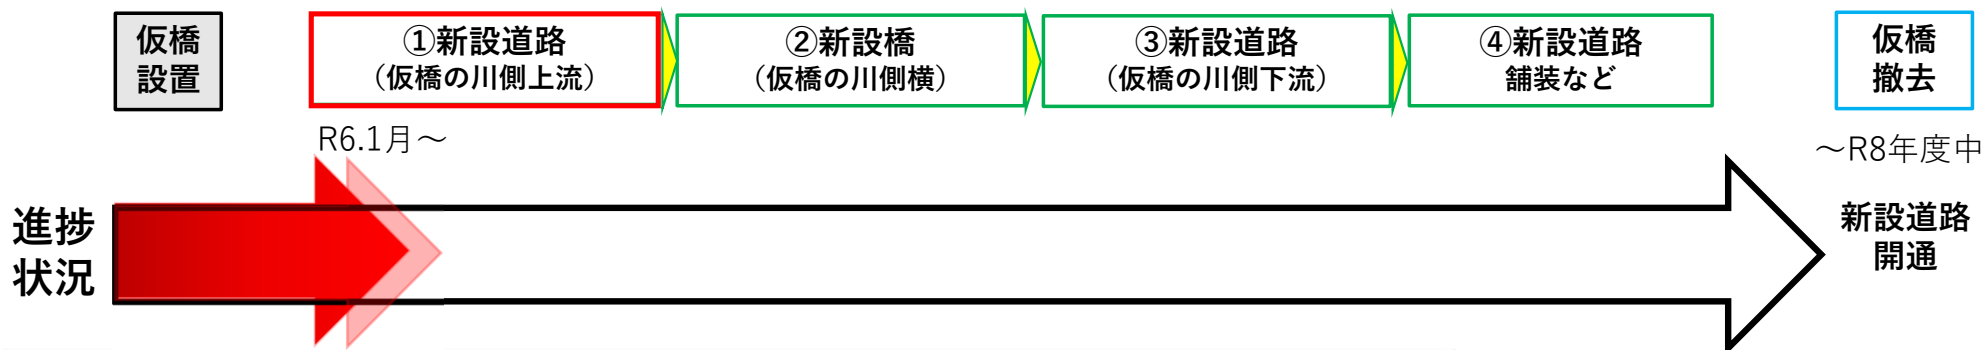 仮橋
設置
①新設道路
（仮橋の川側上流）
②新設橋
（仮橋の川側横）
③新設道路
（仮橋の川側下流）
④新設道路
舗装など
仮橋
撤去
R6.1月～
～R8年度中
進捗
状況
新設道路
開通